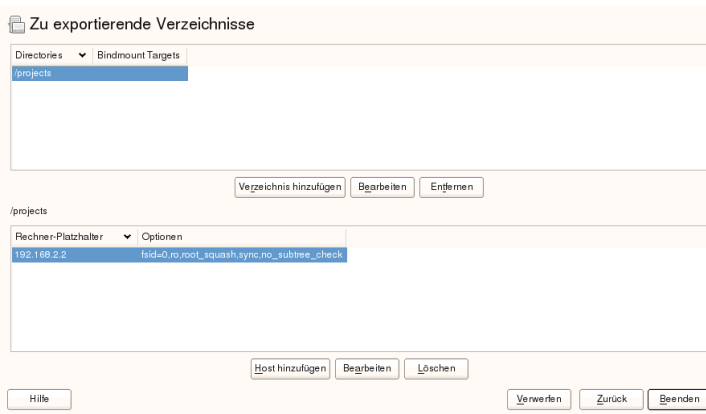 Zu exportierende Verzeichnisse
Directories Bindmount Targets
/projects
Verzeichnis hinzufügen Bearbeiten Entfernen
/projects
Rechner-Platzhalter Optionen
192.168.2.2 fsid=0,ro,root_squash,sync,no_subtree_check
Host hinzufügen Bearbeiten Löschen
Hilfe Verwerfen Zurück Beenden